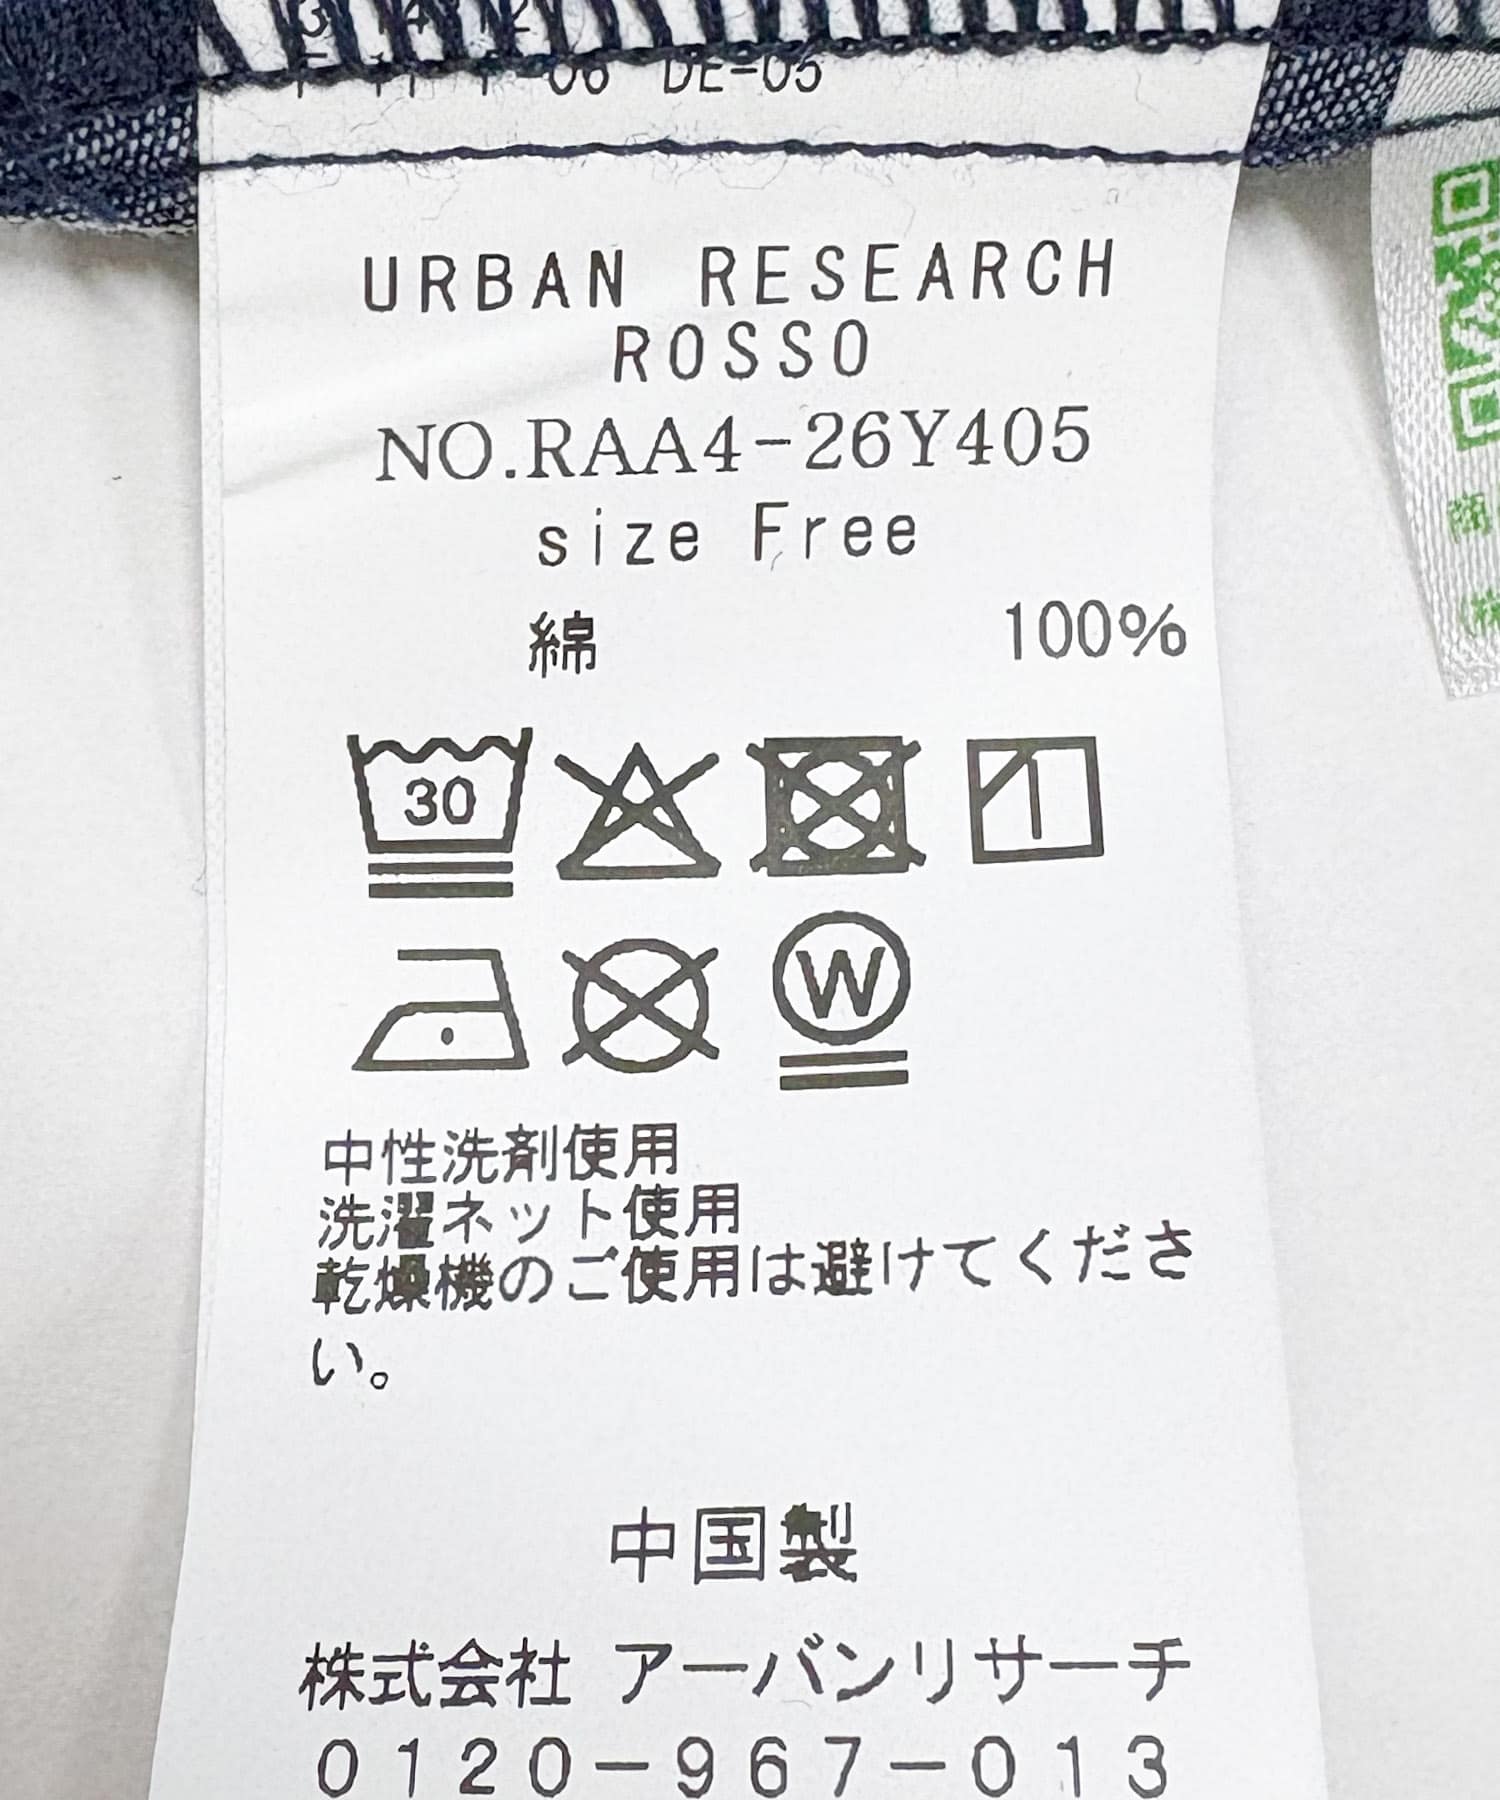 DE-05
URBAN RESEARCH
ROSSO
NO.RAA4-26Y405
size Free
綿 100%
30
W
中性洗剤使用
洗濯ネット使用
乾燥機のご使用は避けてくださ
い。
中国製
株式会社 アーバンリサーチ
0120-967-013